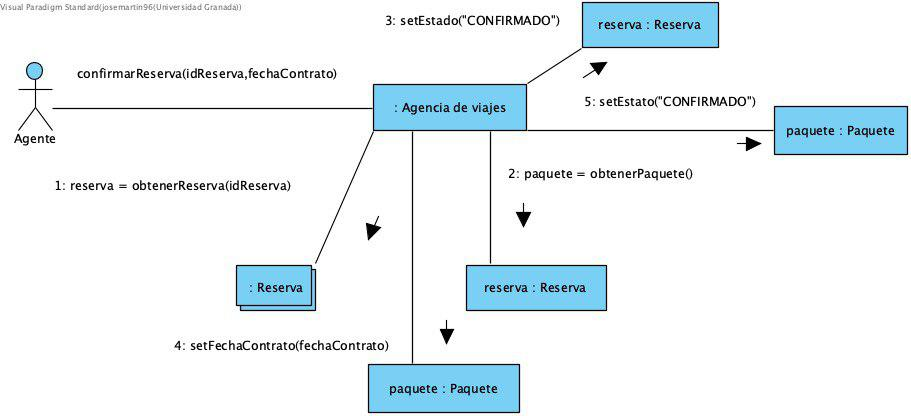 Visual Paradigm Standard(josemartin96(Universidad Granada))
3: setEstado("CONFIRMADO")
reserva : Reserva
confirmarReserva(idReserva,fechaContrato)
: Agencia de viajes
5: setEstato("CONFIRMADO")
paquete : Paquete
Agente
1: reserva = obtenerReserva(idReserva)
2: paquete = obtenerPaquete()
: Reserva
reserva : Reserva
4: setFechaContrato(fechaContrato)
paquete : Paquete